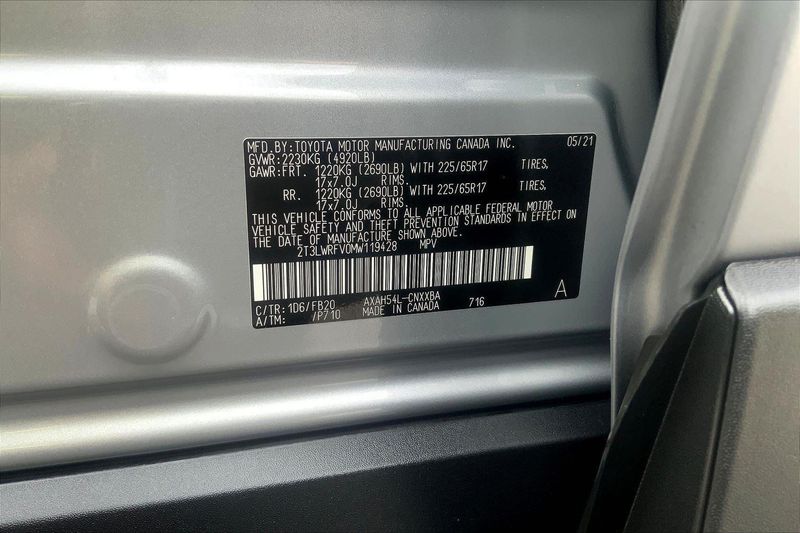 MFD.BY:TOYOTA MOTOR MANUFACTURING CANADA INC. 05/21
GVWR:2230KG (4920LB)
GAWR:FRT. 1220KG (2690LB) WITH 225/65R17 TIRES,
17x7.0J RIMS.
RR. 1220KG (2690LB) WITH 225/65R17 TIRES,
17x7.0J RIMS.
THIS VEHICLE CONFORMS TO ALL APPLICABLE FEDERAL MOTOR
VEHICLE SAFETY AND THEFT PREVENTION STANDARDS IN EFFECT ON
THE DATE OF MANUFACTURE SHOWN ABOVE.
2T3LWRFV0MW119428 MPV
C/TR: 1D6/FB20 AXAH54L-CNXXBA 716 A
A/TM: /P710 MADE IN CANADA